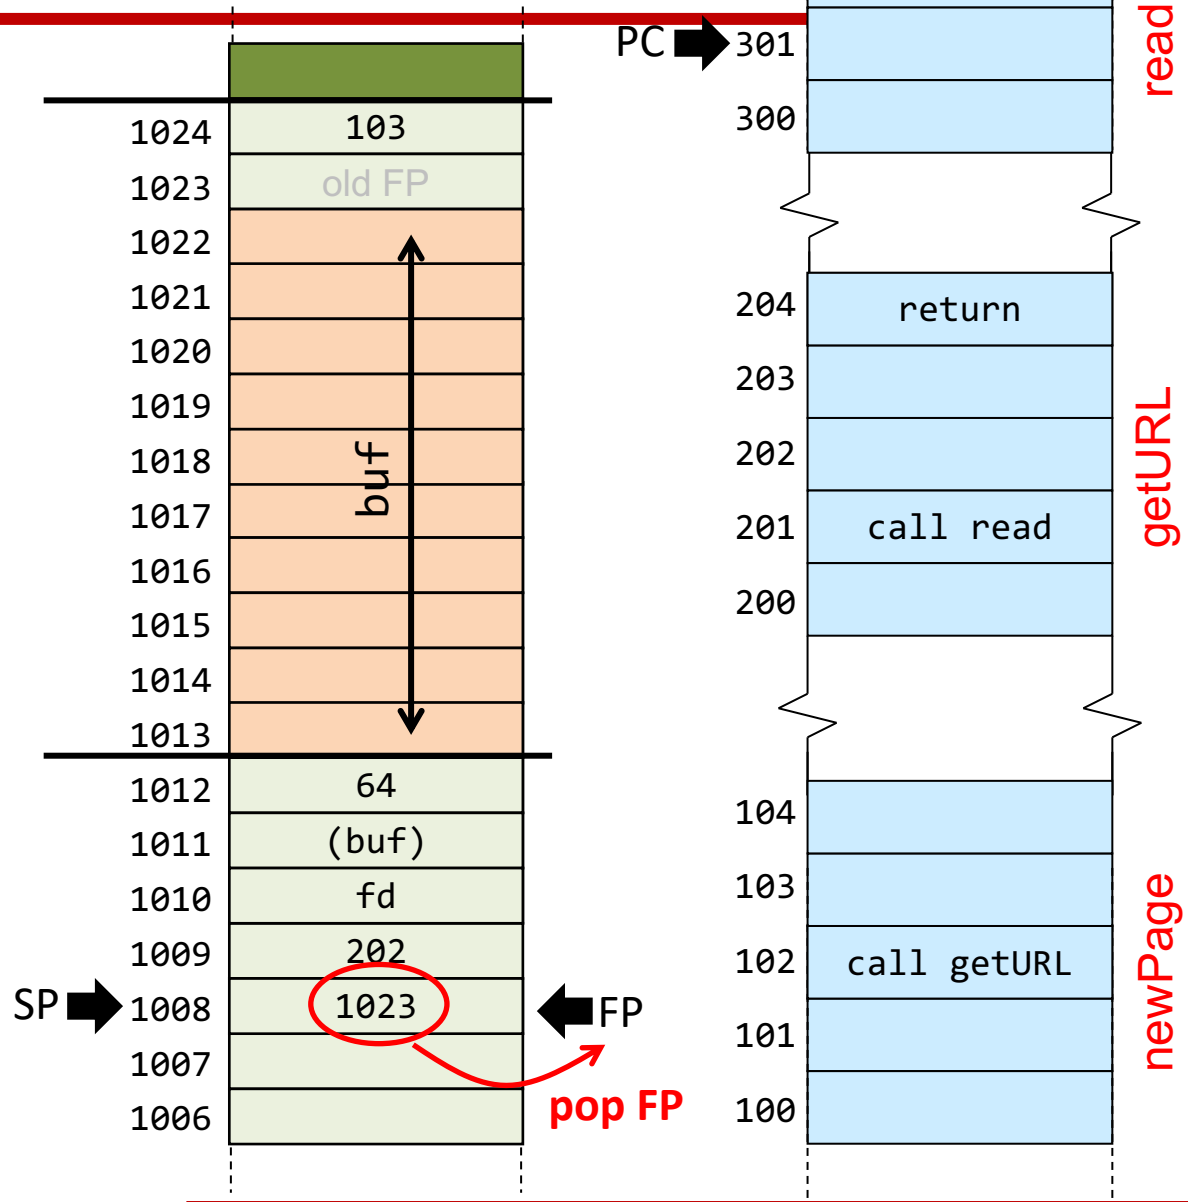 PC
301
read
300
1024 103
1023 old FP
1022
1021
1020
1019
1018
1017
1016
1015
1014
1013
buf
1012 64
1011 (buf)
1010 fd
1009 202
SP 1008 1023 FP
1007
pop FP
1006
204 return
203
202
201 call read
200
getURL
104
103
102 call getURL
101
100
newPage